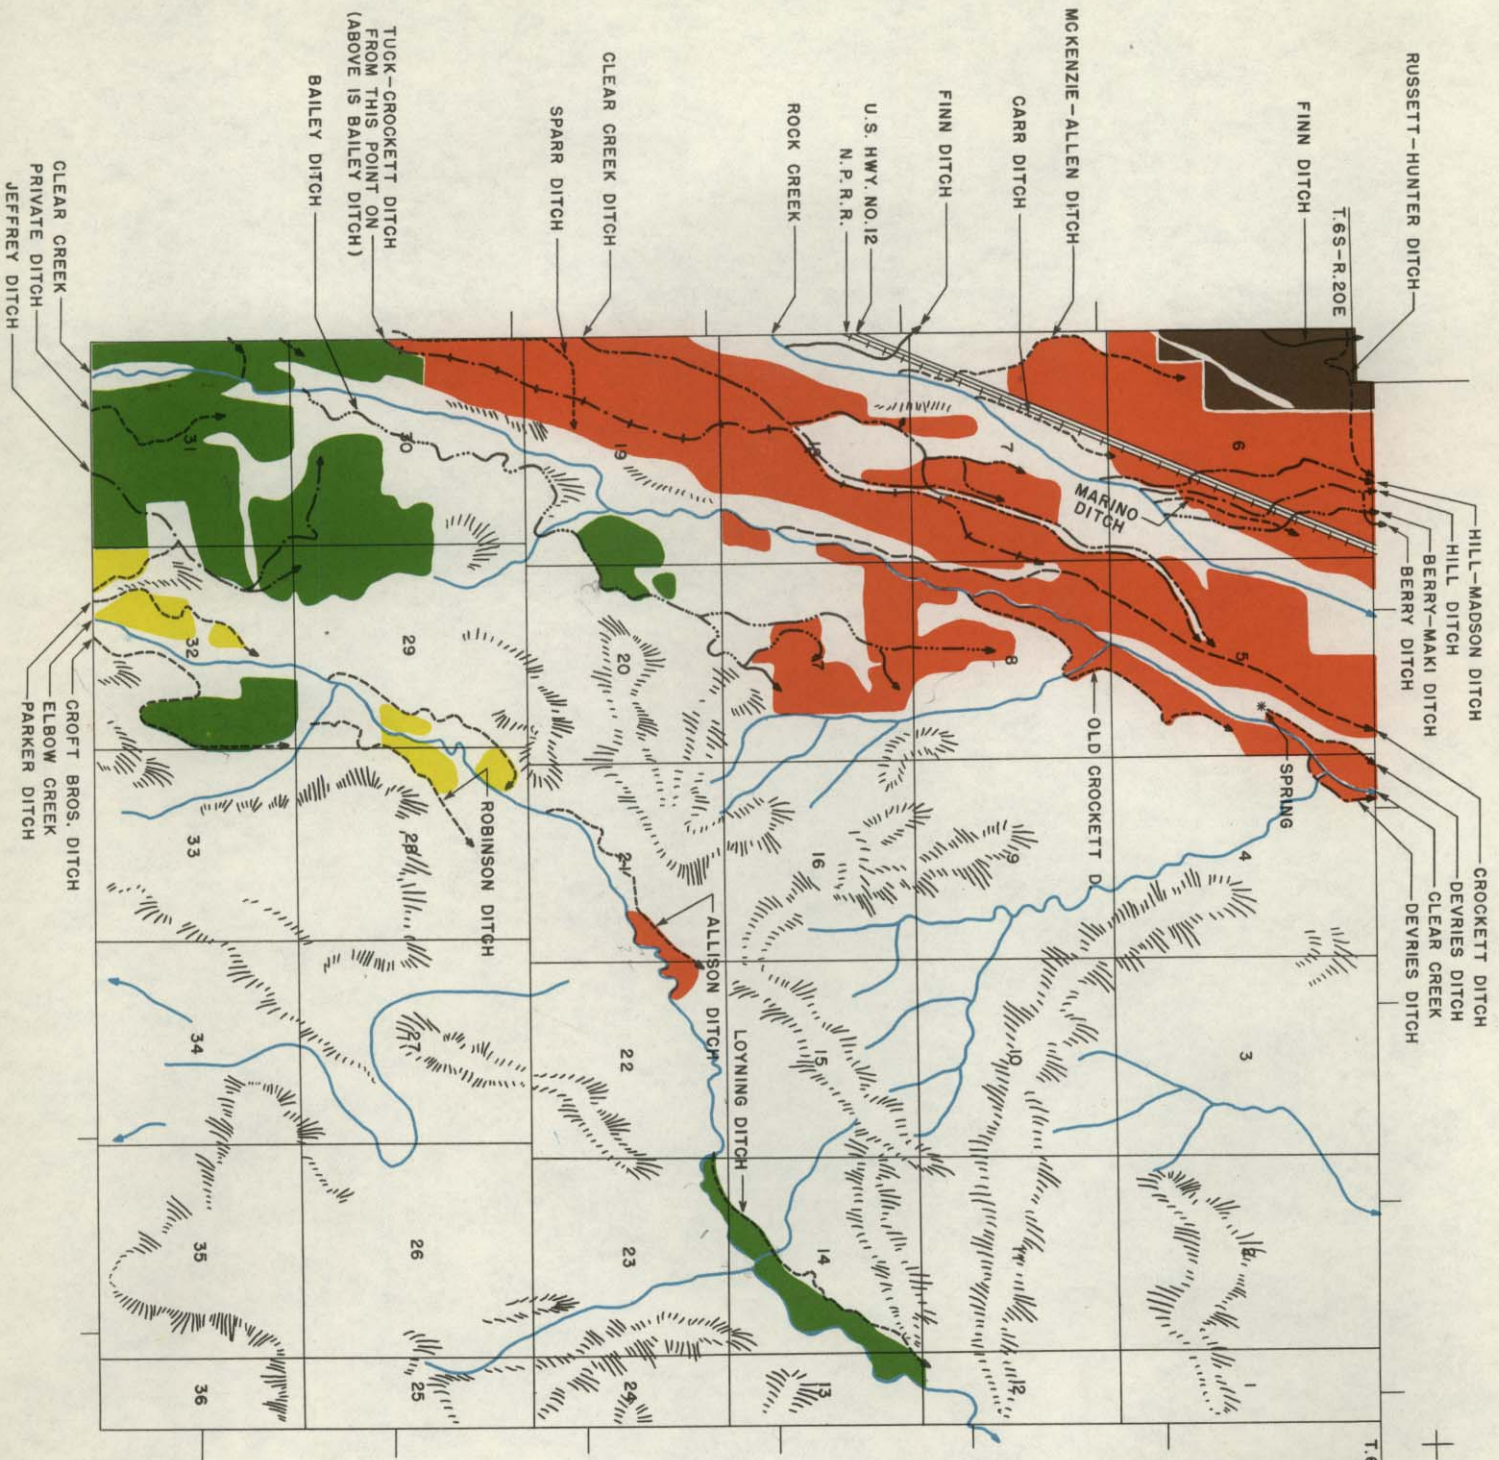 RUSSETT-HUNTER DITCH
FINN DITCH
T.6S-R.20E
MCKENZIE-ALLEN DITCH
CARR DITCH
FINN DITCH
U.S. HWY. NO.12
N.P.R.R.
ROCK CREEK
CLEAR CREEK DITCH
SPARR DITCH
TUCK-CROCKETT DITCH
FROM THIS POINT ON
(ABOVE IS BAILEY DITCH)
BAILEY DITCH
CLEAR CREEK
PRIVATE DITCH
JEFFREY DITCH
HILL-MADSON DITCH
HILL DITCH
BERRY-MAKI DITCH
BERRY DITCH
CROCKETT DITCH
DEVRIES DITCH
CLEAR CREEK
DEVRIES DITCH
MARINO
DITCH
SPRING
OLD CROCKETT D
CROFT BROS. DITCH
ELBOW CREEK
PARKER DITCH
ROBINSON DITCH
ALLISON DITCH
LOYNING DITCH
6
5
4
3
1
7
8
9
10
11
12
18
16
15
14
13
19
20
21
22
23
24
30
29
28
27
26
25
31
32
33
34
35
36